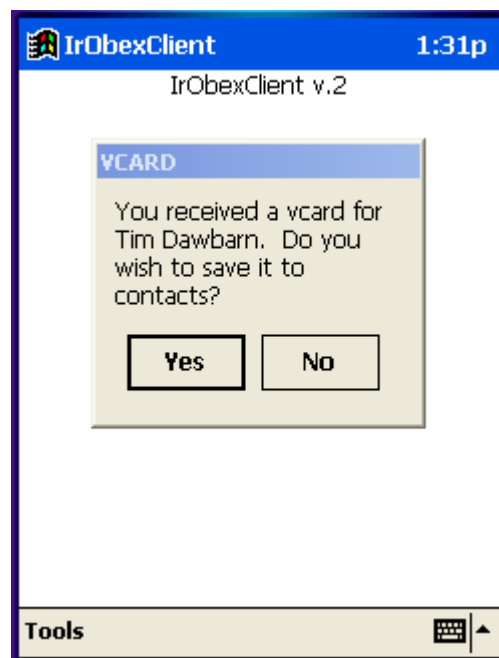 IrObexClient 1:31p
IrObexClient v.2
VCARD
You received a vcard for
Tim Dawbarn. Do you
wish to save it to
contacts?
Yes No
Tools